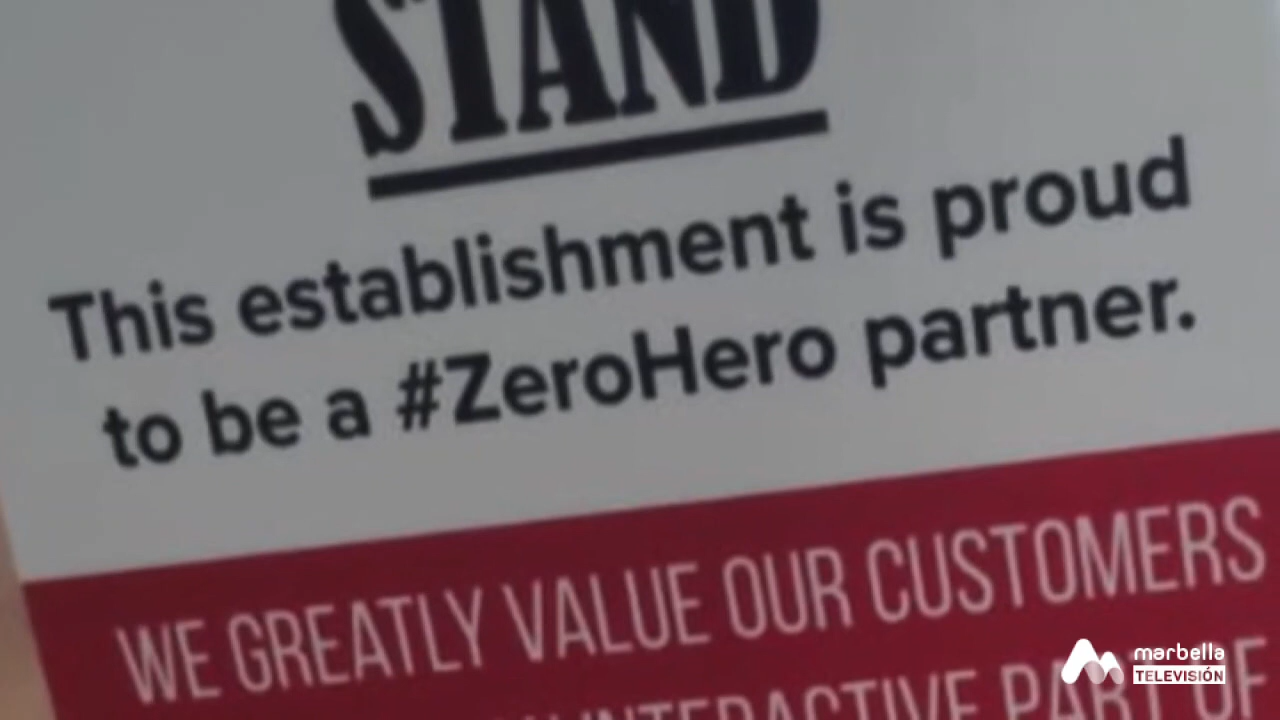 STAND
This establishment is proud
to be a #ZeroHero partner.
WE GREATLY VALUE OUR CUSTOMERS
INTERACTIVE PART OF
marbella
TELEVISIÓN